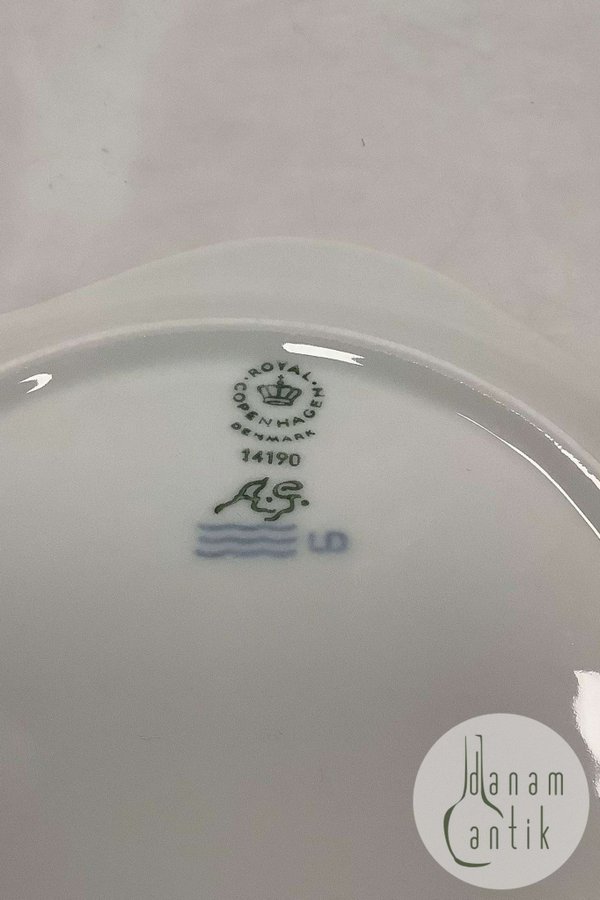 ROYAL
COPENHAGEN
DENMARK
14190
A.G.
LD
danam
antik